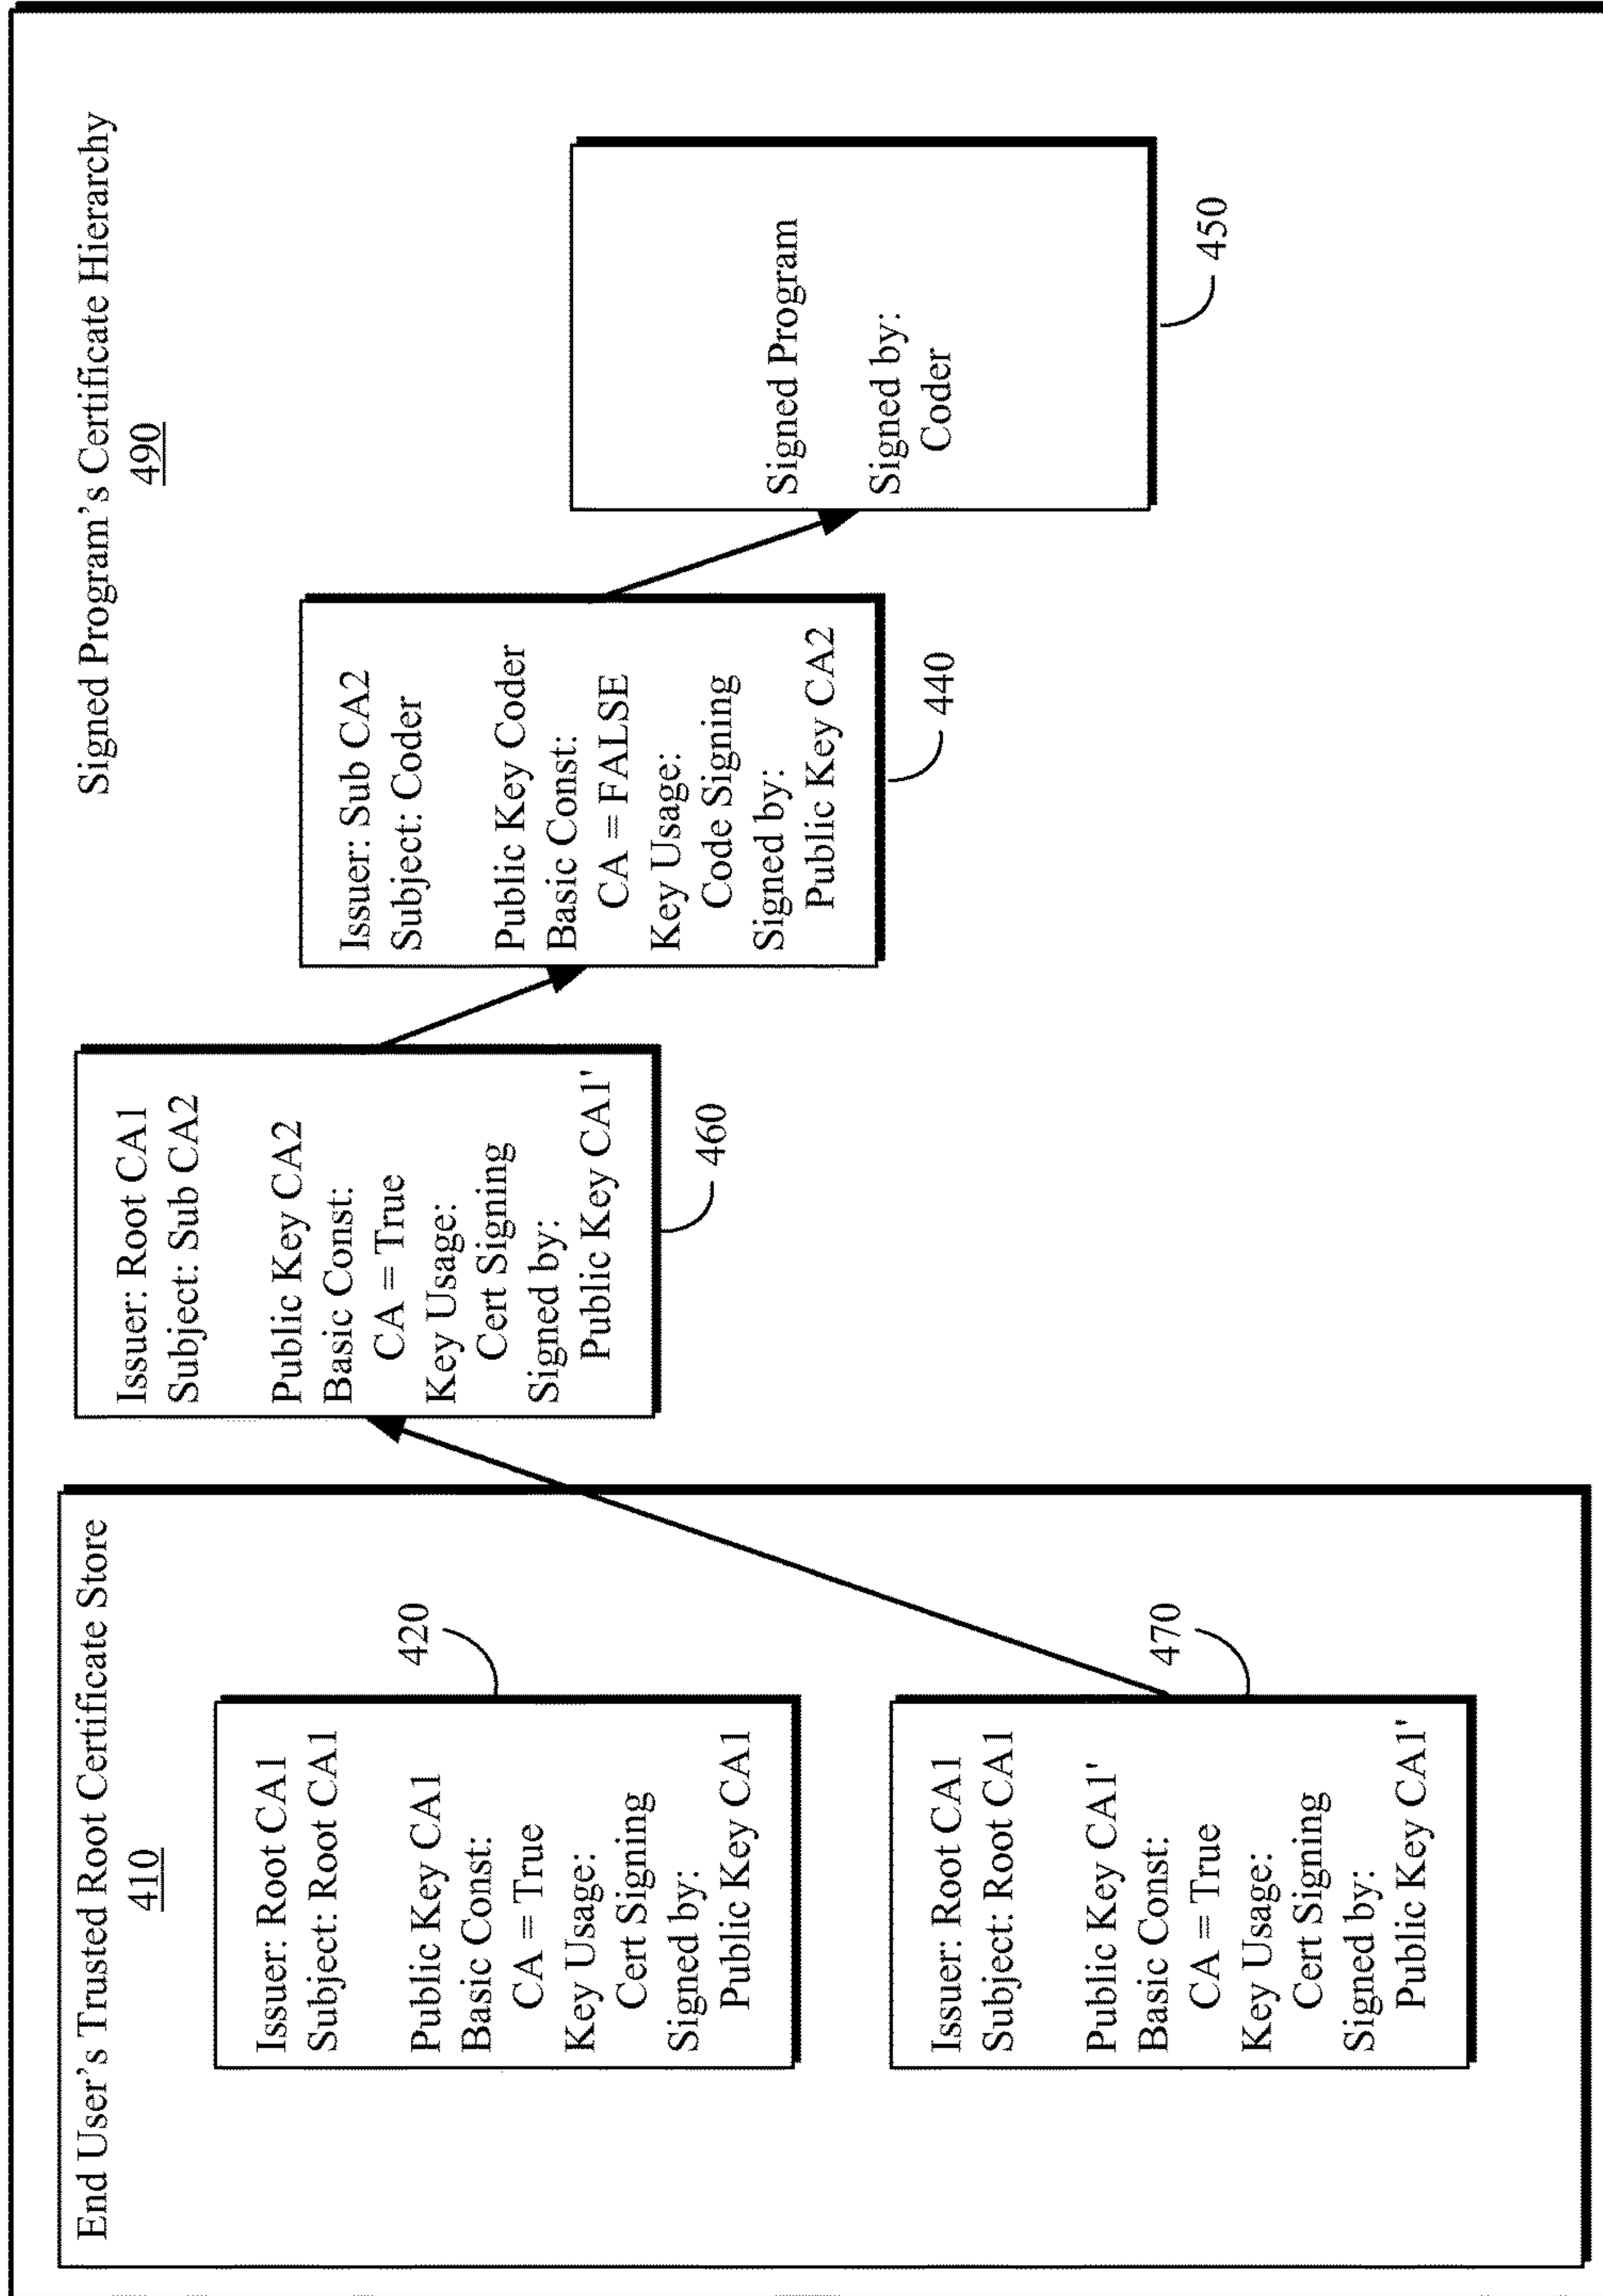 Signed Program's Certificate Hierarchy
490
End User's Trusted Root Certificate Store
410
Issuer: Root CA1
Subject: Root CA1
Public Key CA1
Basic Const:
CA = True
Key Usage:
Cert Signing
Signed by:
Public Key CA1
420
Issuer: Root CA1
Subject: Root CA1
Public Key CA1'
Basic Const:
CA = True
Key Usage:
Cert Signing
Signed by:
Public Key CA1'
470
Issuer: Root CA1
Subject: Sub CA2
Public Key CA2
Basic Const:
CA = True
Key Usage:
Cert Signing
Signed by:
Public Key CA1'
460
Issuer: Sub CA2
Subject: Coder
Public Key Coder
Basic Const:
CA = FALSE
Key Usage:
Code Signing
Signed by:
Public Key CA2
440
Signed Program
Signed by:
Coder
450